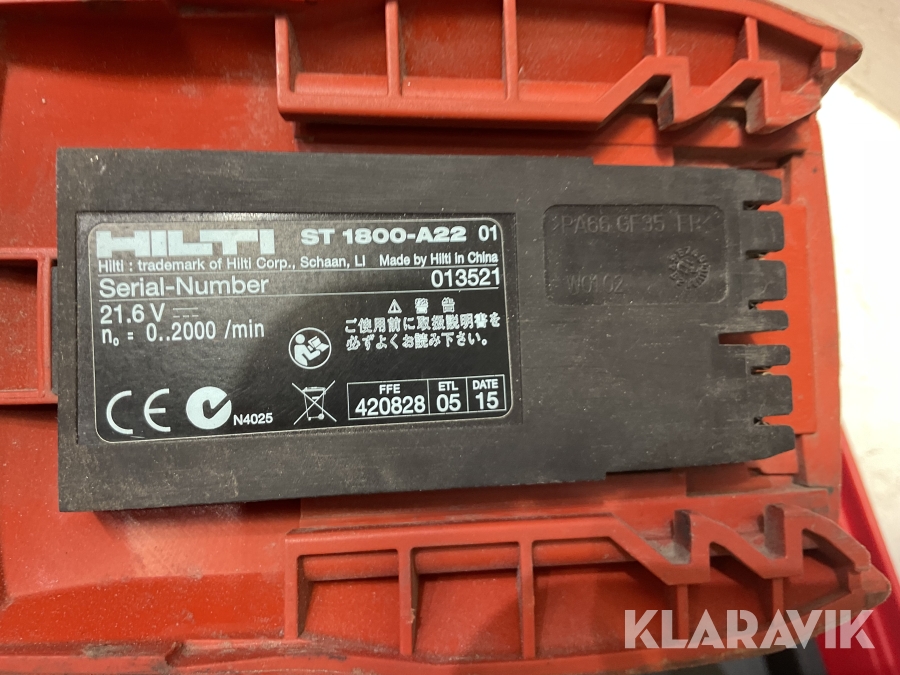 HILTI ST 1800-A22 01
Hilti : trademark of Hilti Corp., Schaan, LI Made by Hilti in China
Serial-Number 013521
21.6 V
n₀ = 0..2000 /min
⚠ 警告
ご使用前に取扱説明書を
必ずよくお読み下さい。
CE
N4025
FFE ETL DATE
420828 05 15
>PA66 GF35 FR<
W0102
KLARAVIK